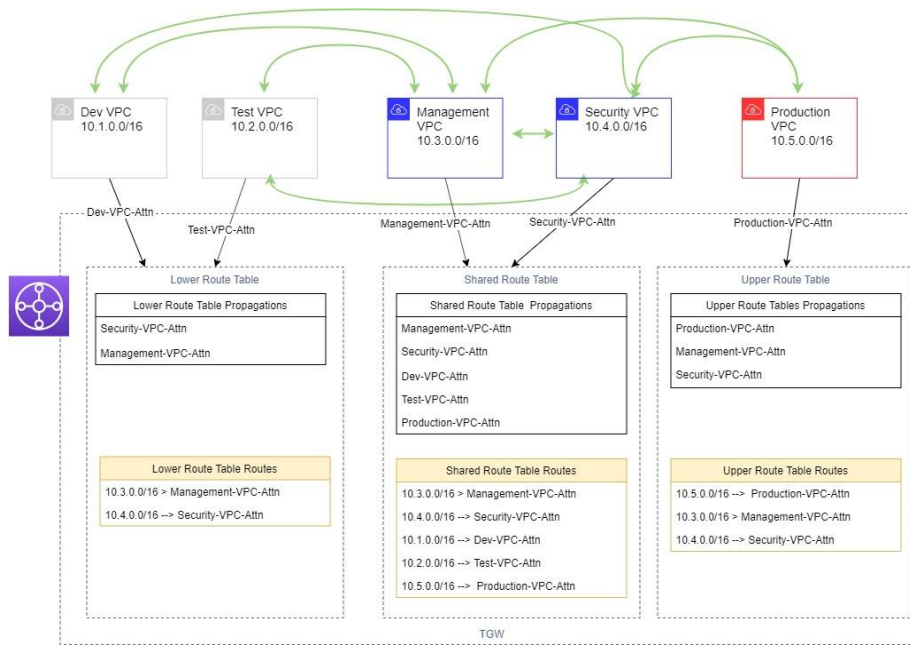 Dev VPC
10.1.0.0/16
Test VPC
10.2.0.0/16
Management
VPC
10.3.0.0/16
Security VPC
10.4.0.0/16
Production
VPC
10.5.0.0/16
Dev-VPC-Attn
Test-VPC-Attn
Management-VPC-Attn
Security-VPC-Attn
Production-VPC-Attn
Lower Route Table
Lower Route Table Propagations
Security-VPC-Attn
Management-VPC-Attn
Lower Route Table Routes
10.3.0.0/16 > Management-VPC-Attn
10.4.0.0/16 --> Security-VPC-Attn
Shared Route Table
Shared Route Table Propagations
Management-VPC-Attn
Security-VPC-Attn
Dev-VPC-Attn
Test-VPC-Attn
Production-VPC-Attn
Shared Route Table Routes
10.3.0.0/16 > Management-VPC-Attn
10.4.0.0/16 --> Security-VPC-Attn
10.1.0.0/16 --> Dev-VPC-Attn
10.2.0.0/16 --> Test-VPC-Attn
10.5.0.0/16 --> Production-VPC-Attn
Upper Route Table
Upper Route Tables Propagations
Production-VPC-Attn
Management-VPC-Attn
Security-VPC-Attn
Upper Route Table Routes
10.5.0.0/16 --> Production-VPC-Attn
10.3.0.0/16 > Management-VPC-Attn
10.4.0.0/16 --> Security-VPC-Attn
TGW